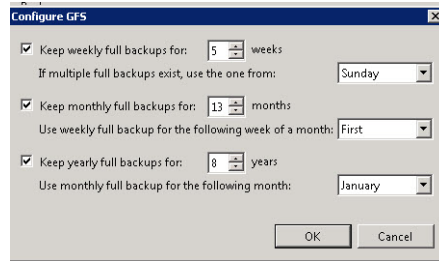 Configure GFS
Keep weekly full backups for: 5 weeks
If multiple full backups exist, use the one from: Sunday
Keep monthly full backups for: 13 months
Use weekly full backup for the following week of a month: First
Keep yearly full backups for: 8 years
Use monthly full backup for the following month: January
OK Cancel